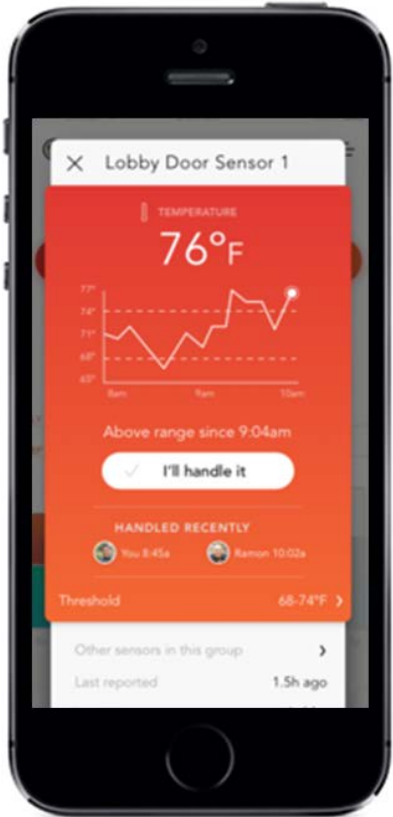 Lobby Door Sensor 1
TEMPERATURE
76°F
77°
74°
71°
68°
65°
8am 9am 10am
Above range since 9:04am
I'll handle it
HANDLED RECENTLY
You 8:45a Ramon 10:02a
Threshold 68-74°F
Other sensors in this group
Last reported 1.5h ago